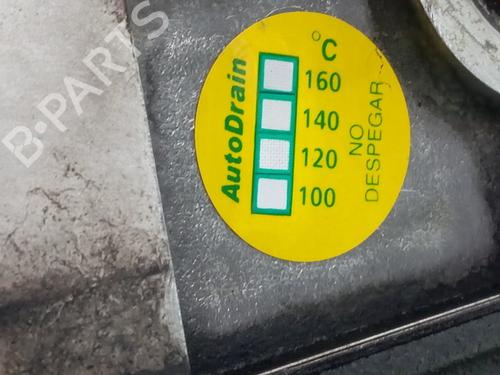 B-PARTS
AutoDrain
°C
160
140
120
100
NO
DESPEGAR